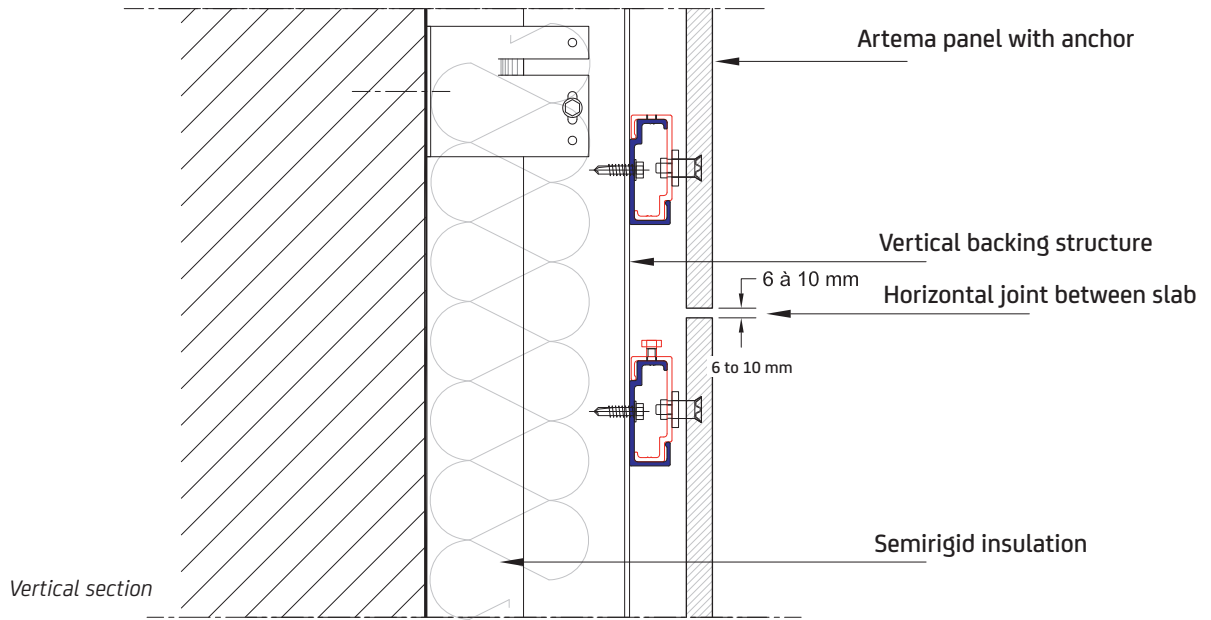 Artema panel with anchor
Vertical backing structure
6 à 10 mm
Horizontal joint between slab
6 to 10 mm
Semirigid insulation
Vertical section